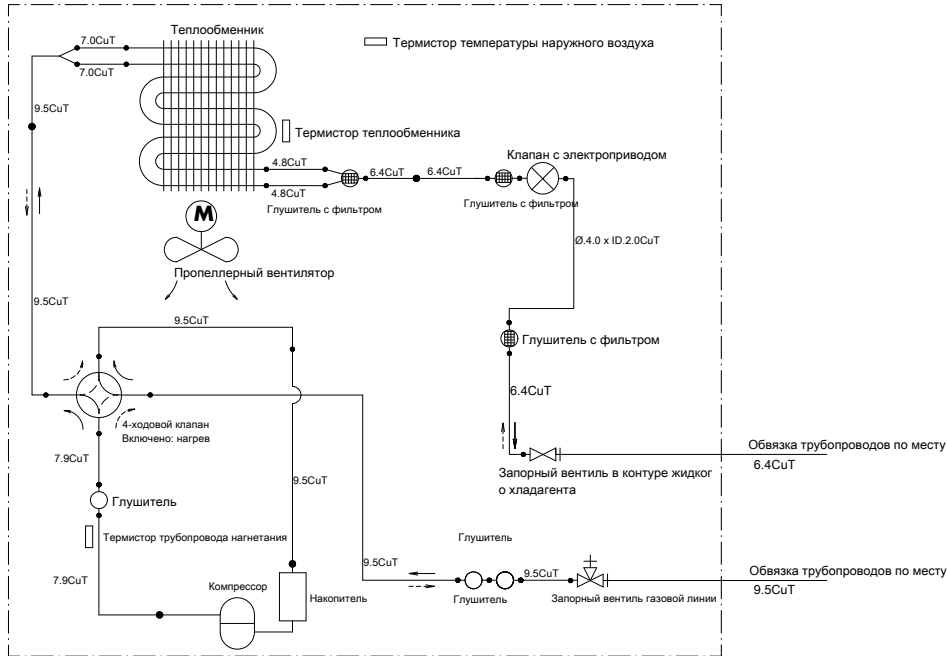 Теплообменник
7.0CuT
Термистор температуры наружного воздуха
7.0CuT
9.5CuT
Термистор теплообменника
Клапан с электроприводом
4.8CuT
6.4CuT
6.4CuT
4.8CuT
Глушитель с фильтром
Глушитель с фильтром
M
Ø.4.0 x ID.2.0CuT
Пропеллерный вентилятор
9.5CuT
9.5CuT
Глушитель с фильтром
6.4CuT
4-ходовой клапан
Включено: нагрев
7.9CuT
Обвязка трубопроводов по месту
6.4CuT
Запорный вентиль в контуре жидког
о хладагента
9.5CuT
Глушитель
Термистор трубопровода нагнетания
Глушитель
9.5CuT
9.5CuT
Обвязка трубопроводов по месту
9.5CuT
7.9CuT
Компрессор
Накопитель
Глушитель
Запорный вентиль газовой линии